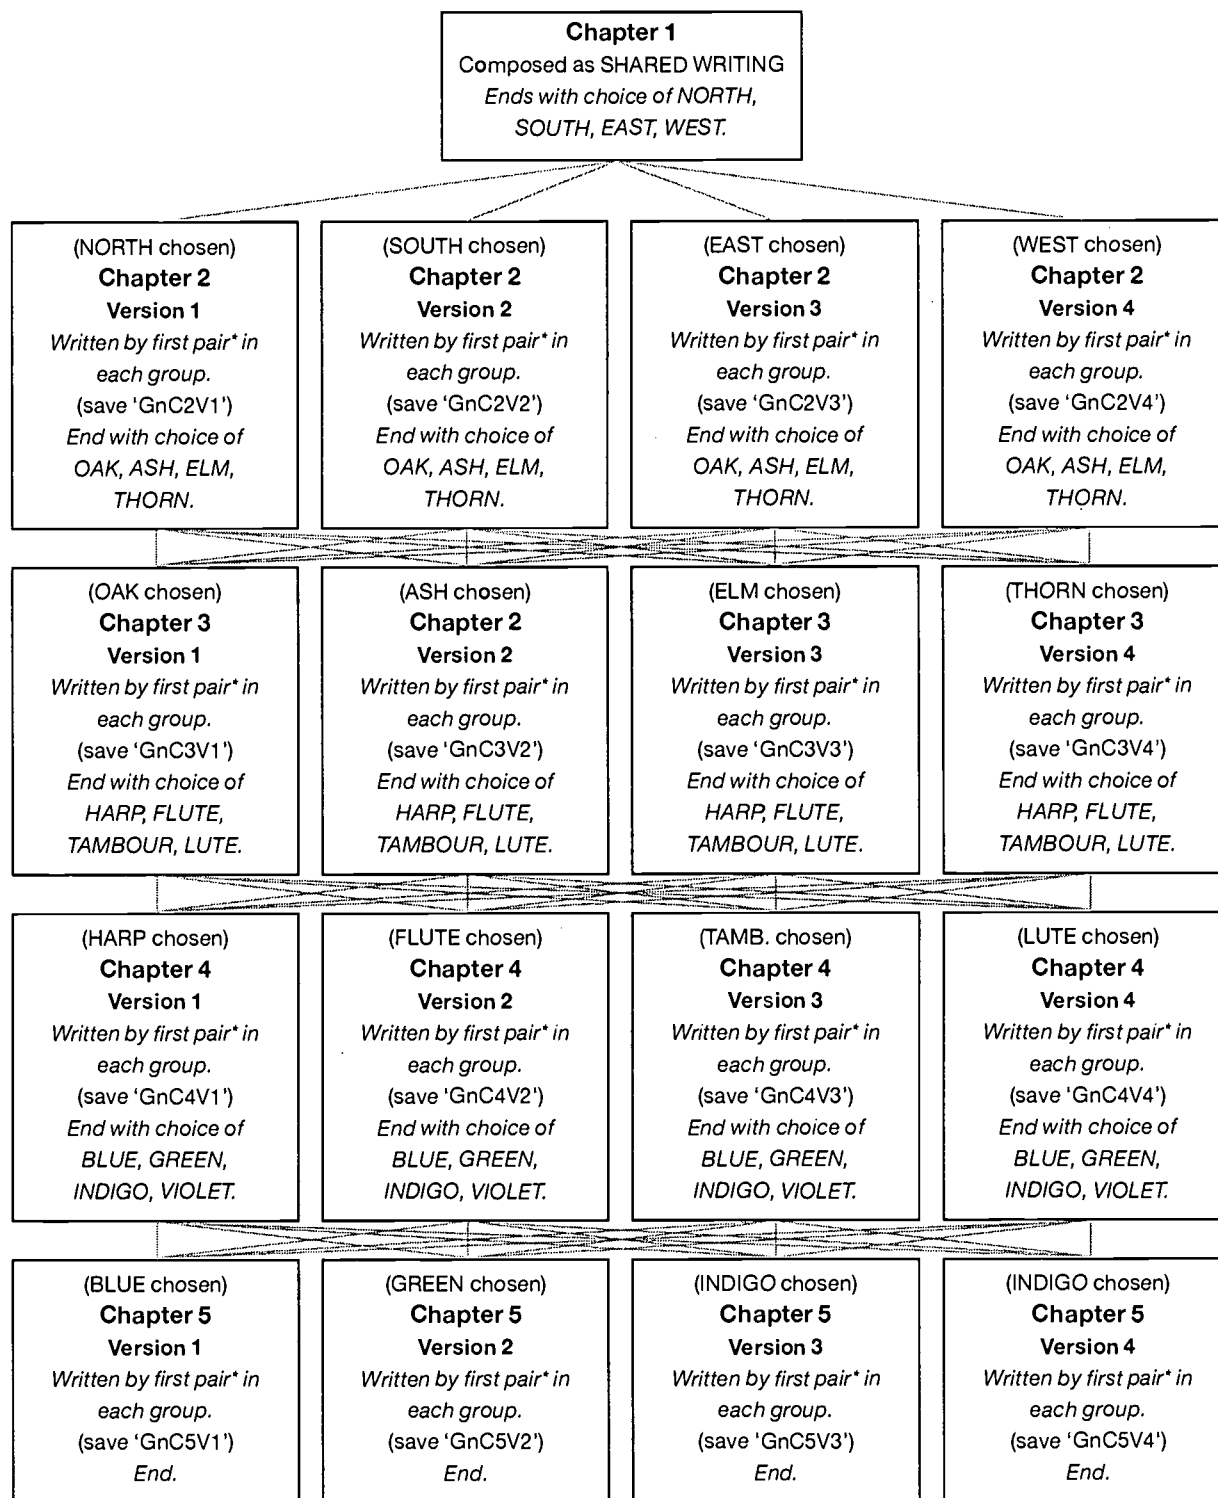 Chapter 1
Composed as SHARED WRITING
Ends with choice of NORTH,
SOUTH, EAST, WEST.
(NORTH chosen)
Chapter 2
Version 1
Written by first pair* in
each group.
(save 'GnC2V1')
End with choice of
OAK, ASH, ELM,
THORN.
(SOUTH chosen)
Chapter 2
Version 2
Written by first pair* in
each group.
(save 'GnC2V2')
End with choice of
OAK, ASH, ELM,
THORN.
(EAST chosen)
Chapter 2
Version 3
Written by first pair* in
each group.
(save 'GnC2V3')
End with choice of
OAK, ASH, ELM,
THORN.
(WEST chosen)
Chapter 2
Version 4
Written by first pair* in
each group.
(save 'GnC2V4')
End with choice of
OAK, ASH, ELM,
THORN.
(OAK chosen)
Chapter 3
Version 1
Written by first pair* in
each group.
(save 'GnC3V1')
End with choice of
HARP, FLUTE,
TAMBOUR, LUTE.
(ASH chosen)
Chapter 2
Version 2
Written by first pair* in
each group.
(save 'GnC3V2')
End with choice of
HARP, FLUTE,
TAMBOUR, LUTE.
(ELM chosen)
Chapter 3
Version 3
Written by first pair* in
each group.
(save 'GnC3V3')
End with choice of
HARP, FLUTE,
TAMBOUR, LUTE.
(THORN chosen)
Chapter 3
Version 4
Written by first pair* in
each group.
(save 'GnC3V4')
End with choice of
HARP, FLUTE,
TAMBOUR, LUTE.
(HARP chosen)
Chapter 4
Version 1
Written by first pair* in
each group.
(save 'GnC4V1')
End with choice of
BLUE, GREEN,
INDIGO, VIOLET.
(FLUTE chosen)
Chapter 4
Version 2
Written by first pair* in
each group.
(save 'GnC4V2')
End with choice of
BLUE, GREEN,
INDIGO, VIOLET.
(TAMB. chosen)
Chapter 4
Version 3
Written by first pair* in
each group.
(save 'GnC4V3')
End with choice of
BLUE, GREEN,
INDIGO, VIOLET.
(LUTE chosen)
Chapter 4
Version 4
Written by first pair* in
each group.
(save 'GnC4V4')
End with choice of
BLUE, GREEN,
INDIGO, VIOLET.
(BLUE chosen)
Chapter 5
Version 1
Written by first pair* in
each group.
(save 'GnC5V1')
End.
(GREEN chosen)
Chapter 5
Version 2
Written by first pair* in
each group.
(save 'GnC5V2')
End.
(INDIGO chosen)
Chapter 5
Version 3
Written by first pair* in
each group.
(save 'GnC5V3')
End.
(INDIGO chosen)
Chapter 5
Version 4
Written by first pair* in
each group.
(save 'GnC5V4')
End.